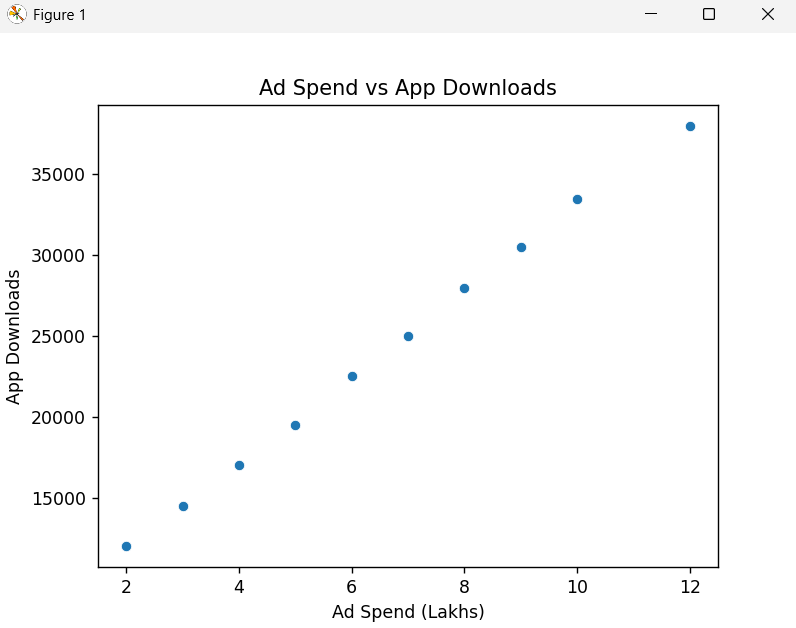 Figure 1
Ad Spend vs App Downloads
35000
30000
25000
20000
15000
App Downloads
2 4 6 8 10 12
Ad Spend (Lakhs)